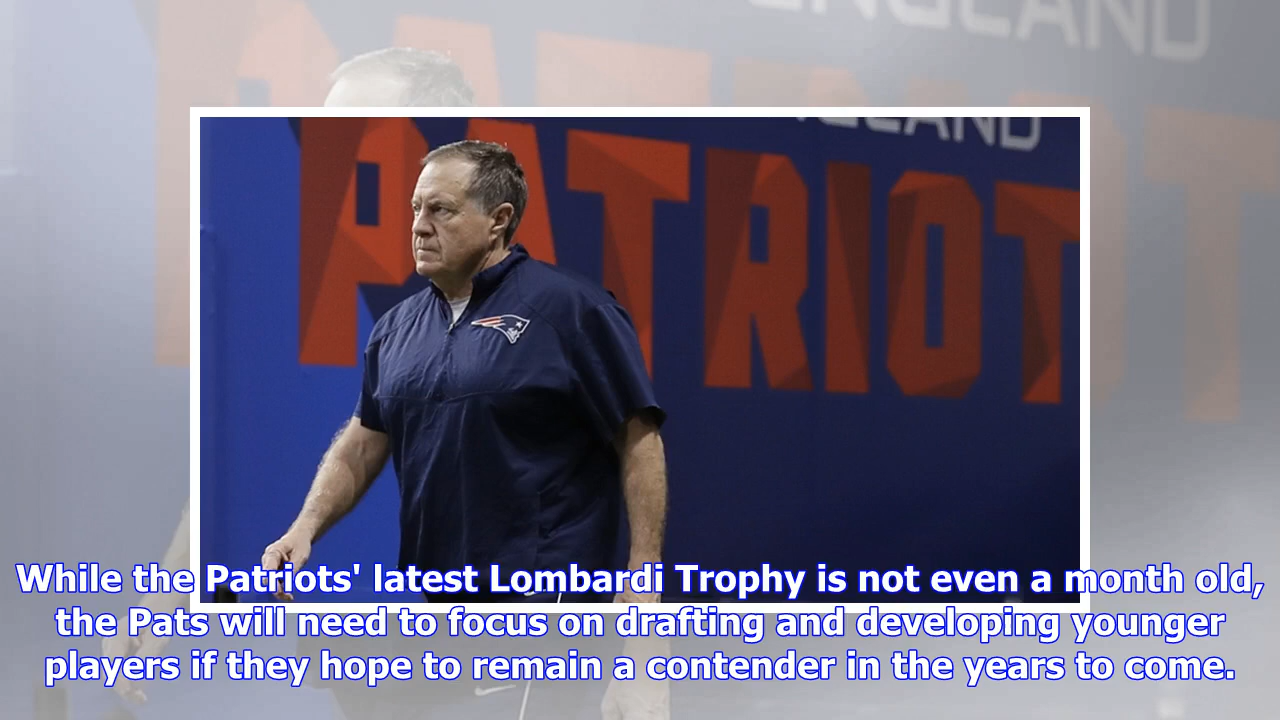 ENGLAND
PATRIOT
While the Patriots' latest Lombardi Trophy is not even a month old,
the Pats will need to focus on drafting and developing younger
players if they hope to remain a contender in the years to come.